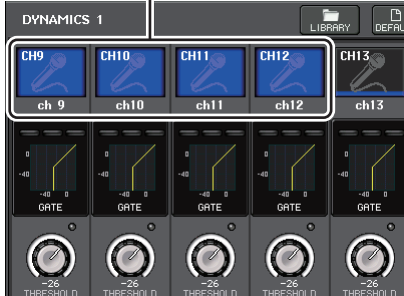 DYNAMICS 1
LIBRARY
DEFAU
CH9 CH10 CH11 CH12 CH13
ch 9 ch10 ch11 ch12 ch13
0 0 0 0 0
-40 -40 -40 -40 -40
-40 0 -40 0 -40 0 -40 0 -40 0
GATE GATE GATE GATE GATE
-26 -26 -26 -26 -26
THRESHOLD THRESHOLD THRESHOLD THRESHOLD THRESHOLD